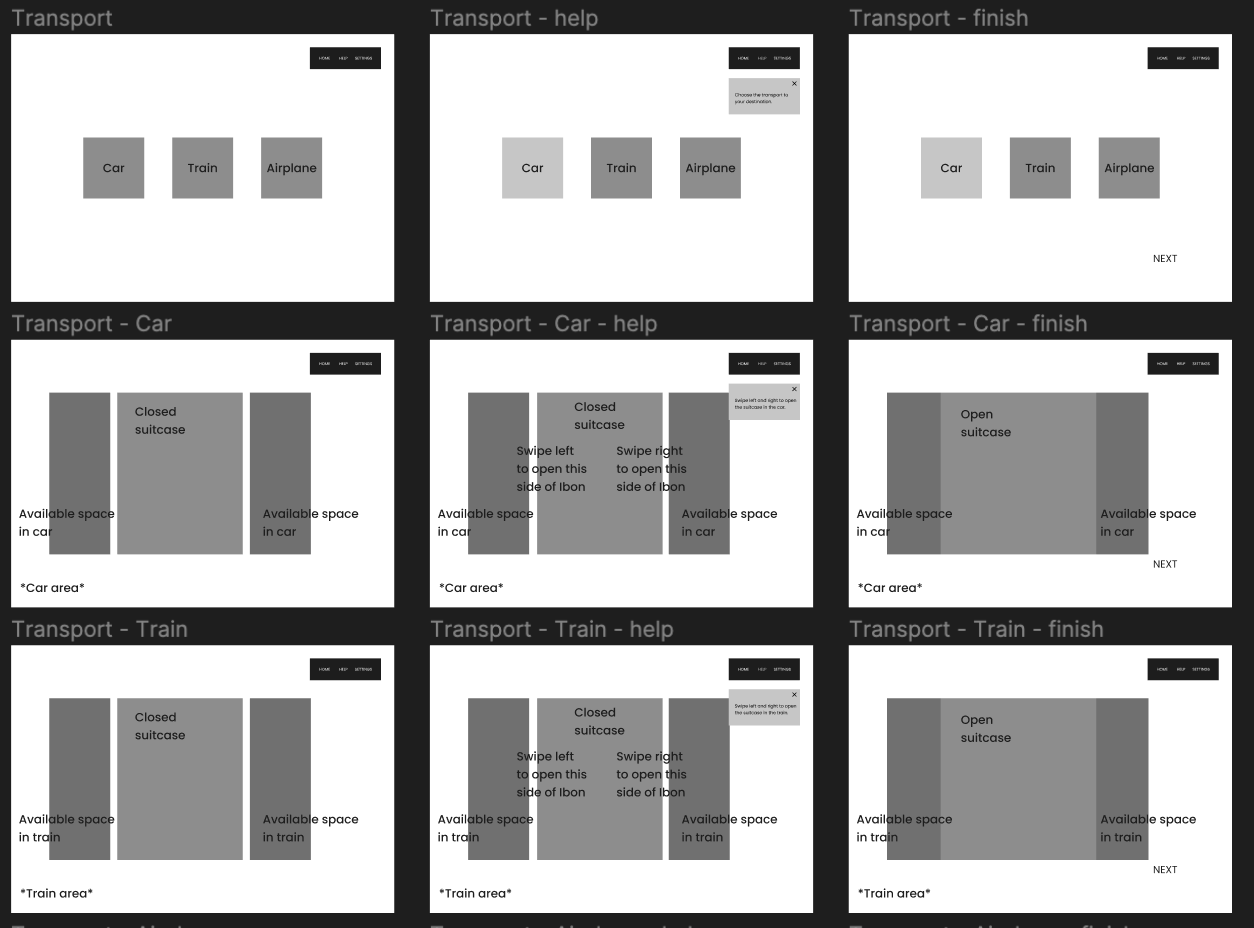 Transport
HOME HELP SETTINGS
Car
Train
Airplane
Transport - help
HOME HELP SETTINGS
Choose the transport to
your destination.
Car
Train
Airplane
Transport - finish
HOME HELP SETTINGS
Car
Train
Airplane
NEXT
Transport - Car
HOME HELP SETTINGS
Closed
suitcase
Available space
in car
Available space
in car
*Car area*
Transport - Car - help
HOME HELP SETTINGS
Swipe left and right to open
the suitcase in the car.
Closed
suitcase
Swipe left
to open this
side of Ibon
Swipe right
to open this
side of Ibon
Available space
in car
Available space
in car
*Car area*
Transport - Car - finish
HOME HELP SETTINGS
Open
suitcase
Available space
in car
Available space
in car
NEXT
*Car area*
Transport - Train
HOME HELP SETTINGS
Closed
suitcase
Available space
in train
Available space
in train
*Train area*
Transport - Train - help
HOME HELP SETTINGS
Swipe left and right to open
the suitcase in the train.
Closed
suitcase
Swipe left
to open this
side of Ibon
Swipe right
to open this
side of Ibon
Available space
in train
Available space
in train
*Train area*
Transport - Train - finish
HOME HELP SETTINGS
Open
suitcase
Available space
in train
Available space
in train
NEXT
*Train area*